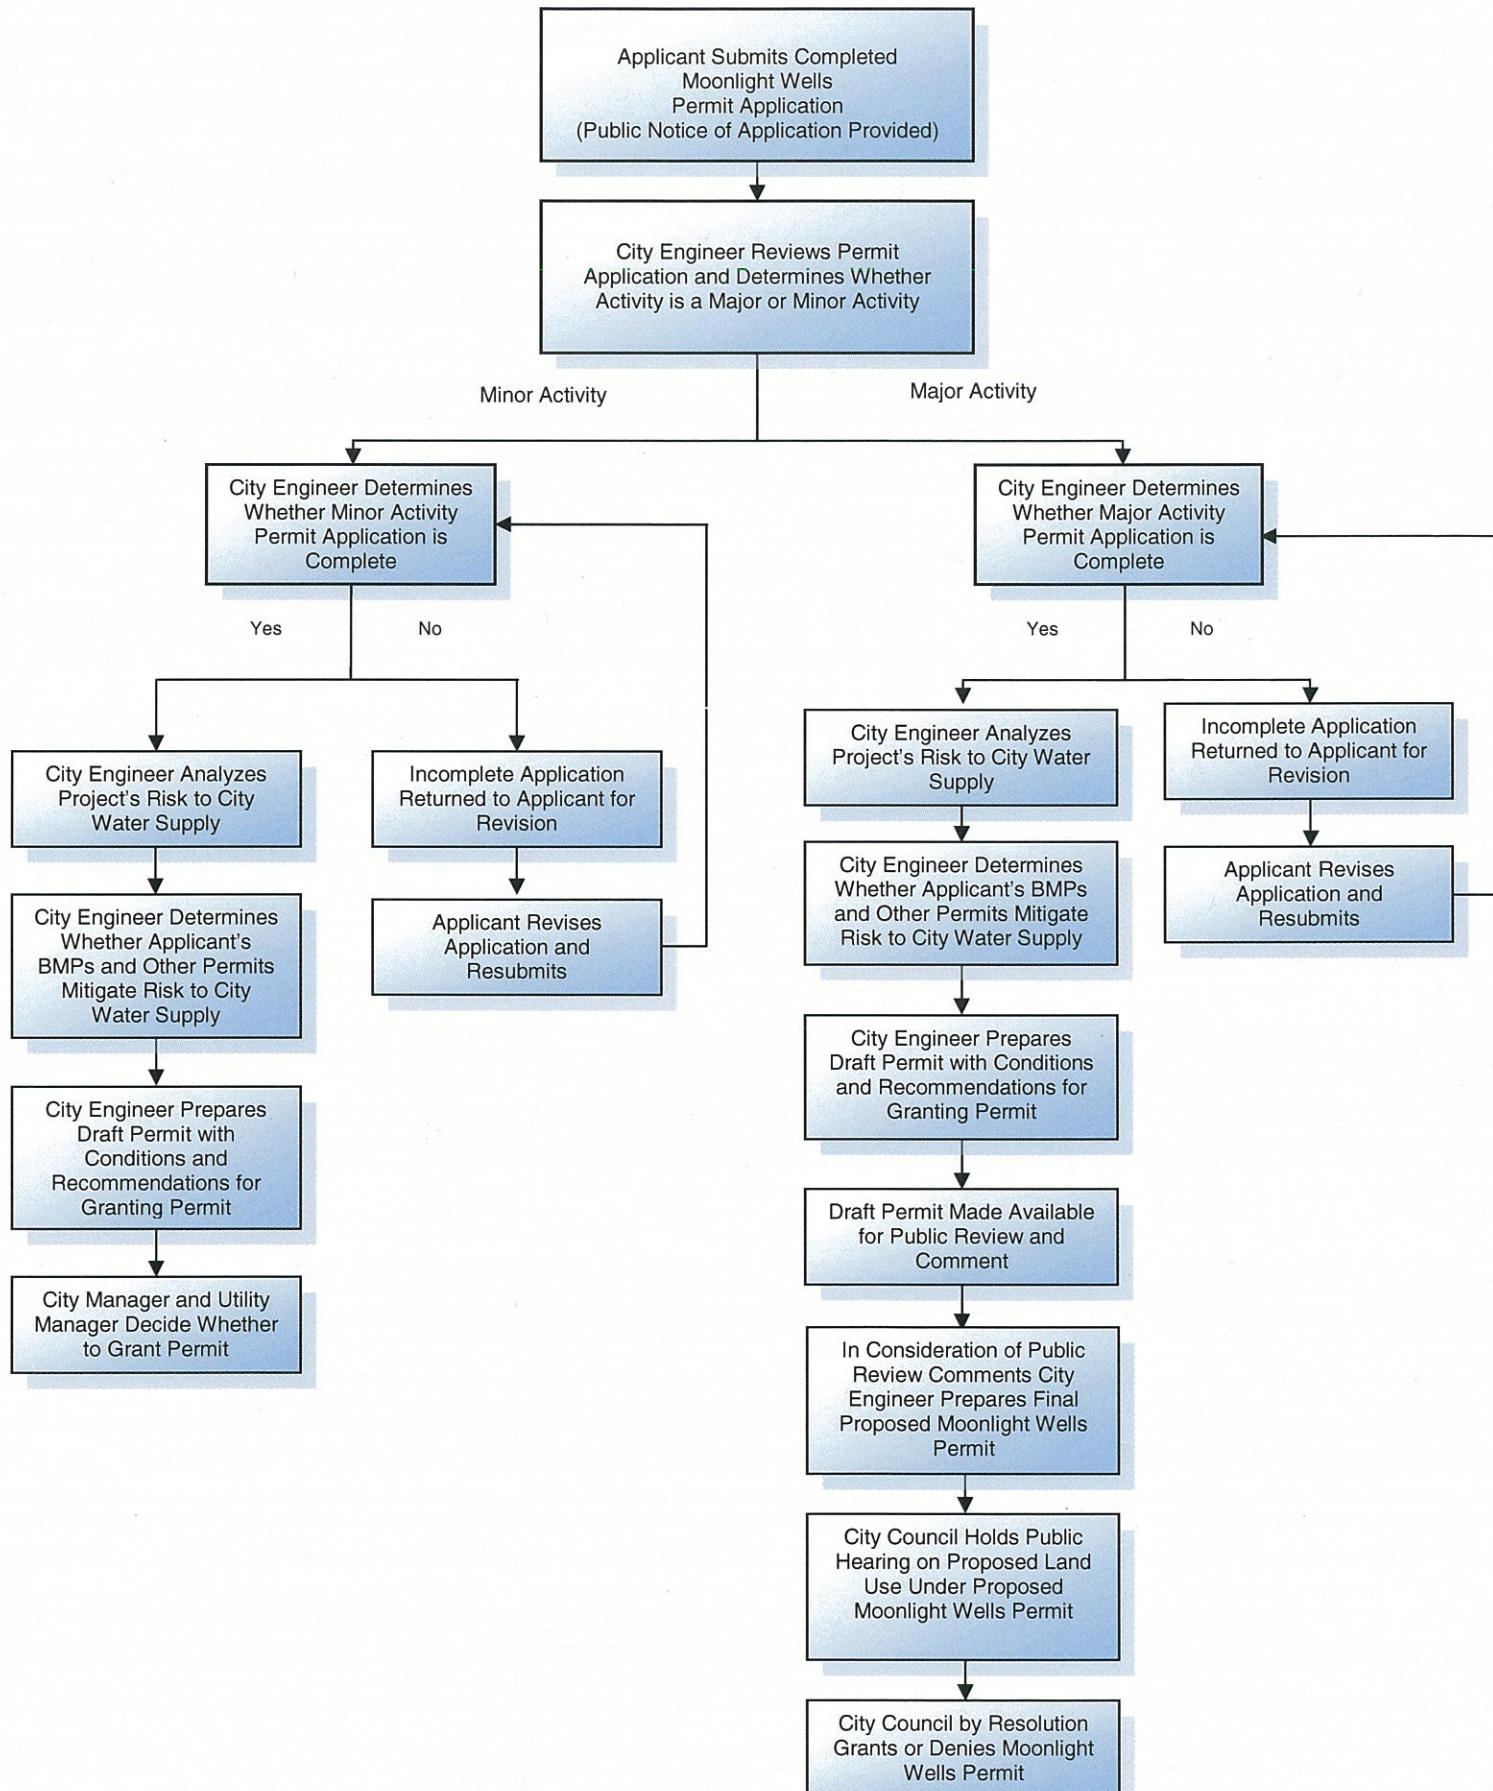 Applicant Submits Completed
Moonlight Wells
Permit Application
(Public Notice of Application Provided)
City Engineer Reviews Permit
Application and Determines Whether
Activity is a Major or Minor Activity
Minor Activity
Major Activity
City Engineer Determines
Whether Minor Activity
Permit Application is
Complete
Yes
No
City Engineer Analyzes
Project's Risk to City
Water Supply
Incomplete Application
Returned to Applicant for
Revision
City Engineer Determines
Whether Applicant's
BMPs and Other Permits
Mitigate Risk to City
Water Supply
Applicant Revises
Application and
Resubmits
City Engineer Prepares
Draft Permit with
Conditions and
Recommendations for
Granting Permit
City Manager and Utility
Manager Decide Whether
to Grant Permit
City Engineer Determines
Whether Major Activity
Permit Application is
Complete
Yes
No
City Engineer Analyzes
Project's Risk to City Water
Supply
Incomplete Application
Returned to Applicant for
Revision
City Engineer Determines
Whether Applicant's BMPs
and Other Permits Mitigate
Risk to City Water Supply
Applicant Revises
Application and
Resubmits
City Engineer Prepares
Draft Permit with Conditions
and Recommendations for
Granting Permit
Draft Permit Made Available
for Public Review and
Comment
In Consideration of Public
Review Comments City
Engineer Prepares Final
Proposed Moonlight Wells
Permit
City Council Holds Public
Hearing on Proposed Land
Use Under Proposed
Moonlight Wells Permit
City Council by Resolution
Grants or Denies Moonlight
Wells Permit